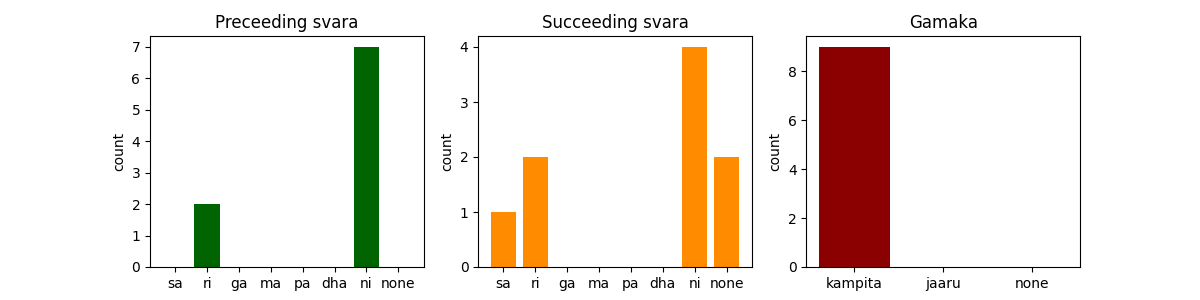 Preceeding svara
count
7
6
5
4
3
2
1
0
sa ri ga ma pa dha ni none
Succeeding svara
count
4
3
2
1
0
sa ri ga ma pa dha ni none
Gamaka
count
8
6
4
2
0
kampita jaaru none